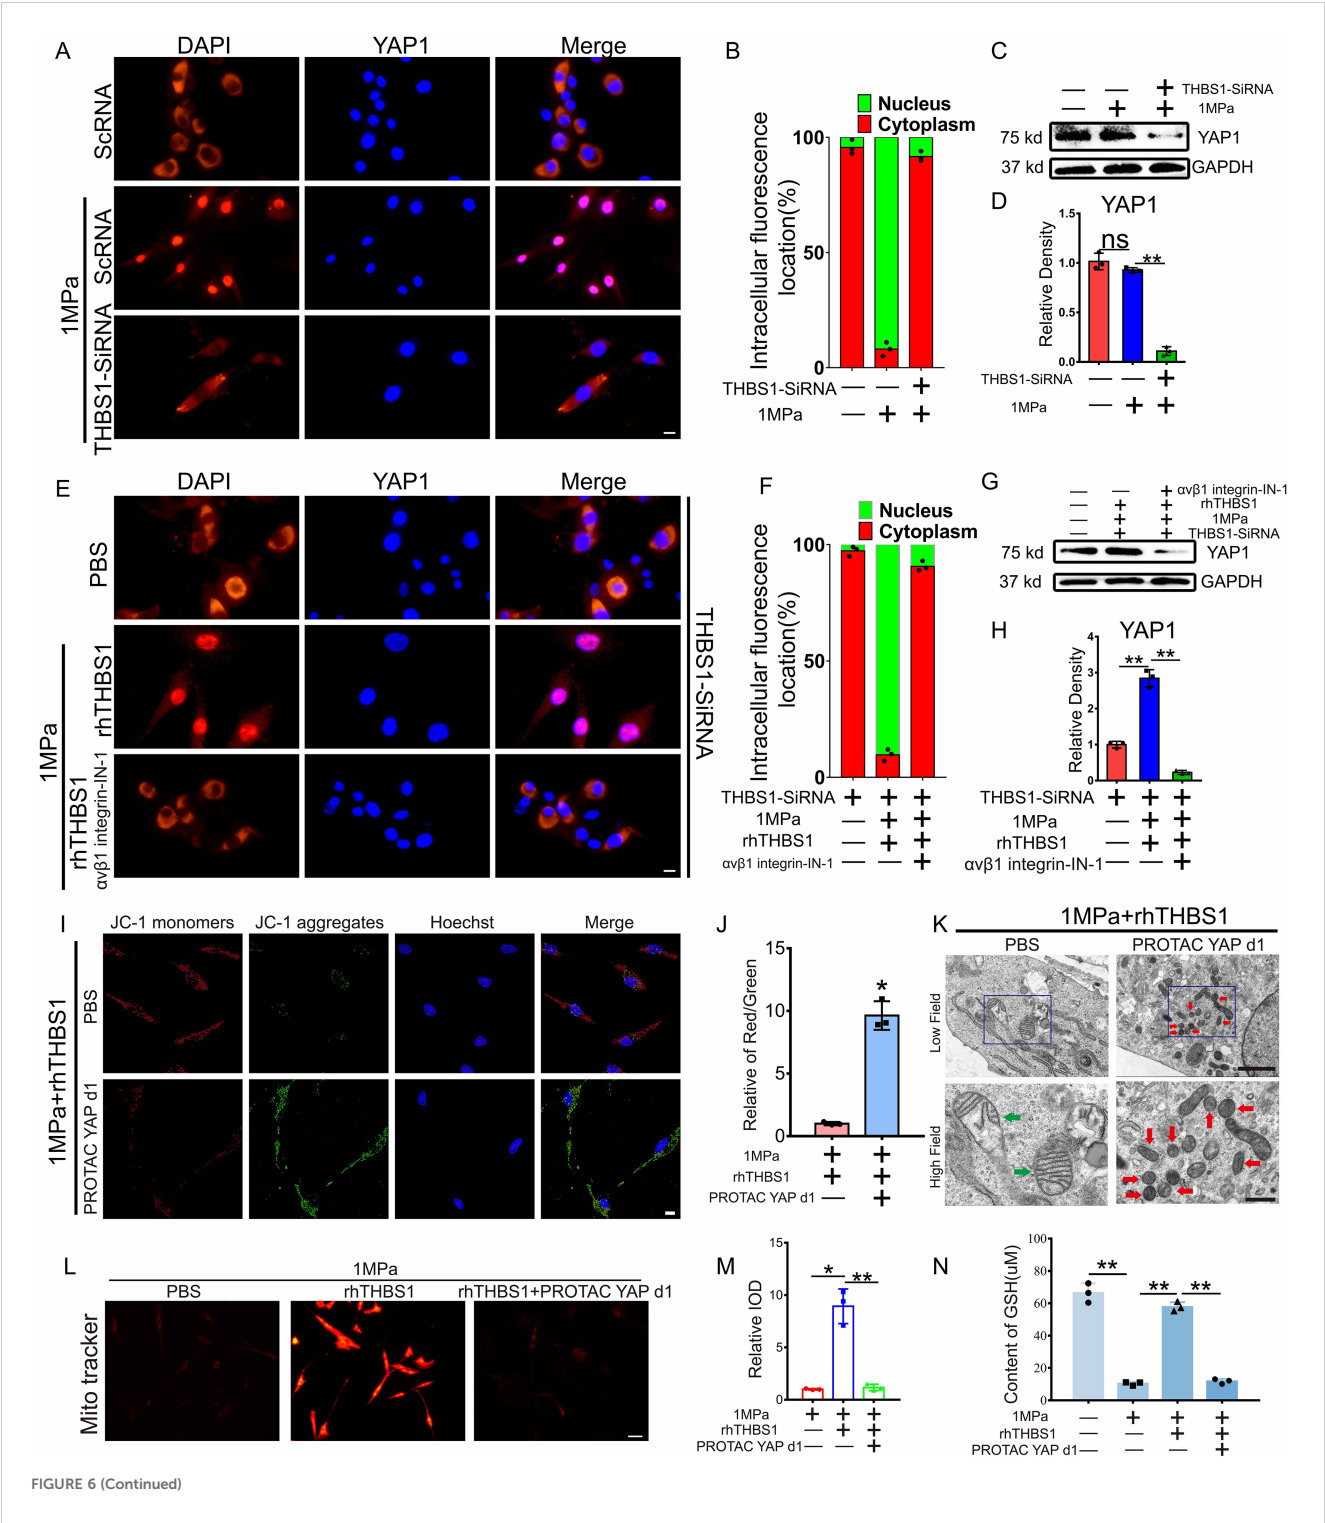 A
DAPI
YAP1
Merge
ScRNA
1MPa
ScRNA
THBS1-SiRNA
B
Nucleus
Cytoplasm
Intracellular fluorescence
location(%)
100
50
0
THBS1-SiRNA — — +
1MPa — + +
C
— — + THBS1-SiRNA
— + + 1MPa
75 kd YAP1
37 kd GAPDH
D
YAP1
Relative Density
1.5
1.0
0.5
0.0
ns
**
THBS1-SiRNA — — +
1MPa — + +
E
DAPI
YAP1
Merge
PBS
1MPa
rhTHBS1
rhTHBS1
αvβ1 integrin-IN-1
THBS1-SiRNA
F
Nucleus
Cytoplasm
Intracellular fluorescence
location(%)
100
50
0
THBS1-SiRNA + + +
1MPa — + +
rhTHBS1 — + +
αvβ1 integrin-IN-1 — — +
G
— — + αvβ1 integrin-IN-1
— + + rhTHBS1
— + + 1MPa
— + + THBS1-SiRNA
75 kd YAP1
37 kd GAPDH
H
YAP1
Relative Density
4
3
2
1
0
** **
THBS1-SiRNA + + +
1MPa — + +
rhTHBS1 — + +
αvβ1 integrin-IN-1 — — +
I
JC-1 monomers
JC-1 aggregates
Hoechst
Merge
1MPa+rhTHBS1
PBS
PROTAC YAP d1
J
Relative of Red/Green
15
10
5
0
*
1MPa + +
rhTHBS1 + +
PROTAC YAP d1 — +
K
1MPa+rhTHBS1
PBS
PROTAC YAP d1
Low Field
High Field
L
1MPa
PBS
rhTHBS1
rhTHBS1+PROTAC YAP d1
Mito tracker
M
Relative IOD
15
10
5
0
* **
1MPa + + +
rhTHBS1 — + +
PROTAC YAP d1 — — +
N
Content of GSH(uM)
100
80
60
40
20
0
** ** **
1MPa — + + +
rhTHBS1 — — + +
PROTAC YAP d1 — — — +
FIGURE 6 (Continued)